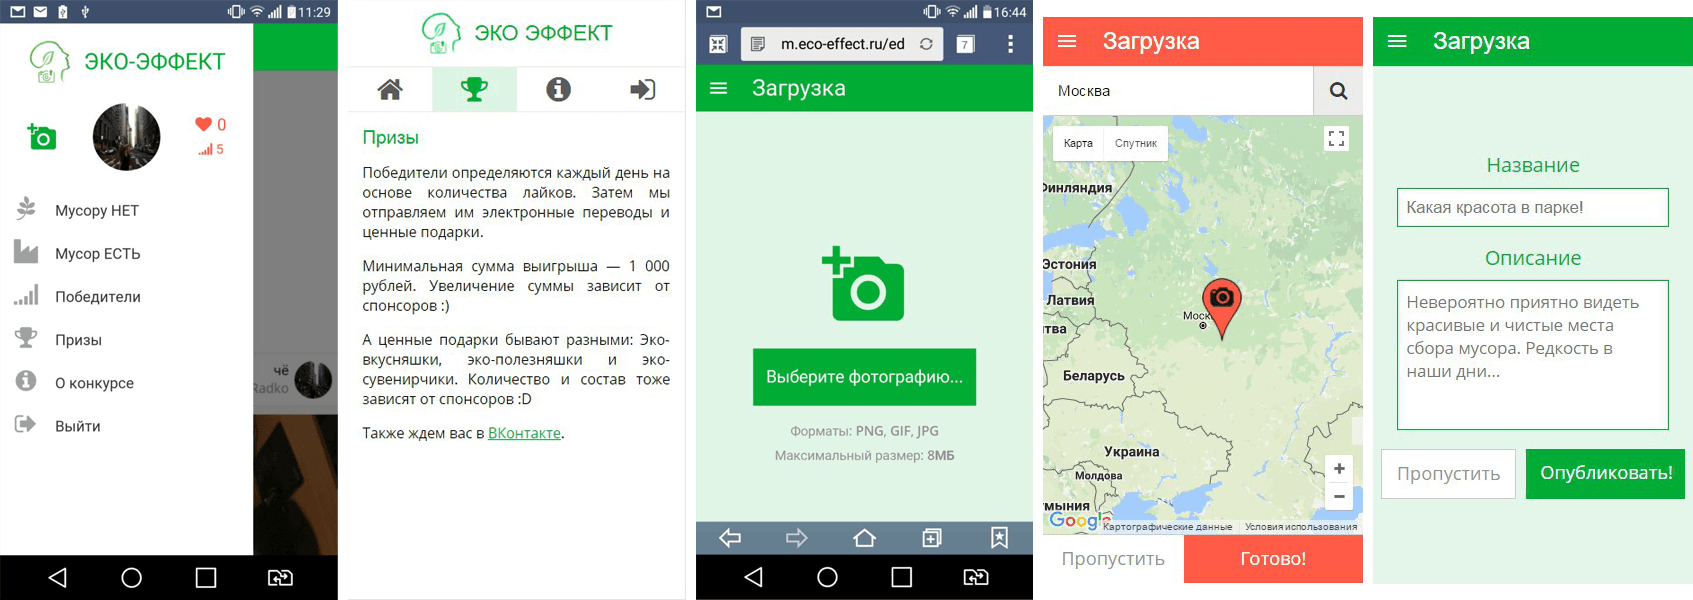 11:29
ЭКО-ЭФФЕКТ
0
5
Мусору НЕТ
Мусор ЕСТЬ
Победители
Призы
О конкурсе
Выйти
чё
Radko
ЭКО ЭФФЕКТ
Призы
Победители определяются каждый день на
основе количества лайков. Затем мы
отправляем им электронные переводы и
ценные подарки.
Минимальная сумма выигрыша — 1 000
рублей. Увеличение суммы зависит от
спонсоров :)
А ценные подарки бывают разными: Эко-
вкусняшки, эко-полезняшки и эко-
сувенирчики. Количество и состав тоже
зависят от спонсоров :D
Также ждем вас в ВКонтакте.
16:44
m.eco-effect.ru/ed
7
Загрузка
Выберите фотографию...
Форматы: PNG, GIF, JPG
Максимальный размер: 8МБ
Загрузка
Москва
Карта Спутник
Финляндия
Эстония
Латвия
тва
Моск
Беларусь
Украина
Молдова
мыния
Google
Картографические данные Условия использования
Пропустить Готово!
Загрузка
Название
Какая красота в парке!
Описание
Невероятно приятно видеть
красивые и чистые места
сбора мусора. Редкость в
наши дни...
Пропустить Опубликовать!